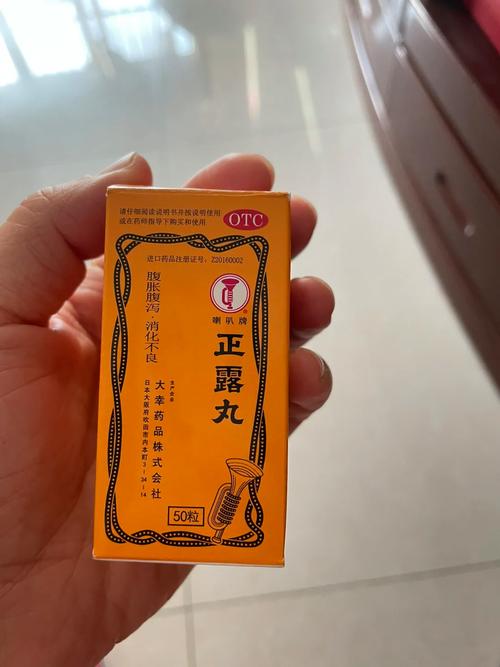 请仔细阅读说明书并按说明使用
或在药师指导下购买和使用
OTC
进口药品注册证号：Z20160002
喇叭牌
正露丸
腹胀腹泻·消化不良
生产企业
大幸药品株式会社
日本大阪府吹田市内本町3-34-14
50粒